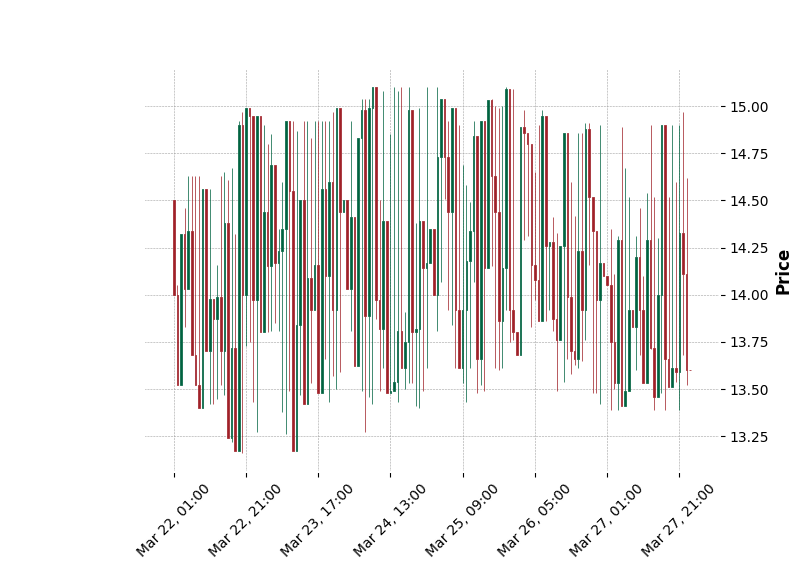 15.00
14.75
14.50
14.25
14.00
13.75
13.50
13.25
Price
Mar 22, 01:00
Mar 22, 21:00
Mar 23, 17:00
Mar 24, 13:00
Mar 25, 09:00
Mar 26, 05:00
Mar 27, 01:00
Mar 27, 21:00